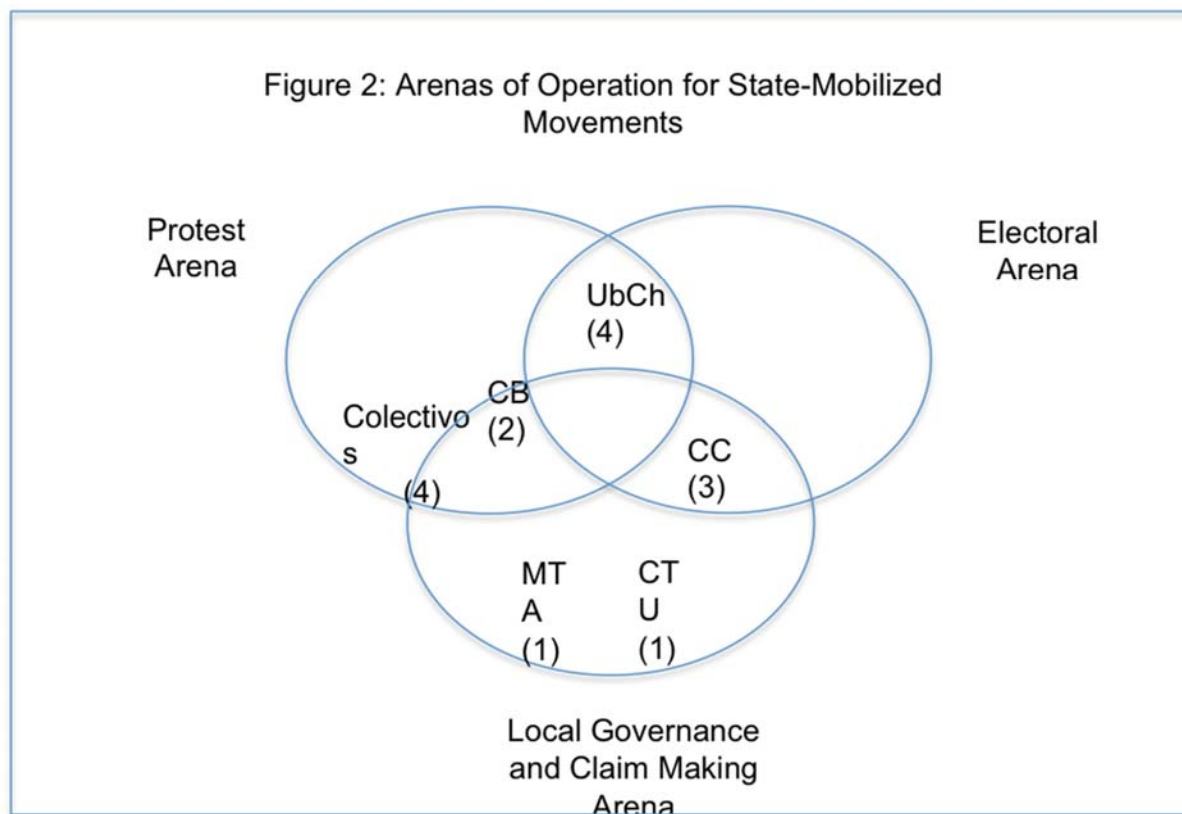 Figure 2: Arenas of Operation for State-Mobilized
Movements
Protest
Arena
Electoral
Arena
UbCh
(4)
CB
(2)
Colectivo
s
(4)
CC
(3)
MT
A
(1)
CT
U
(1)
Local Governance
and Claim Making
Arena